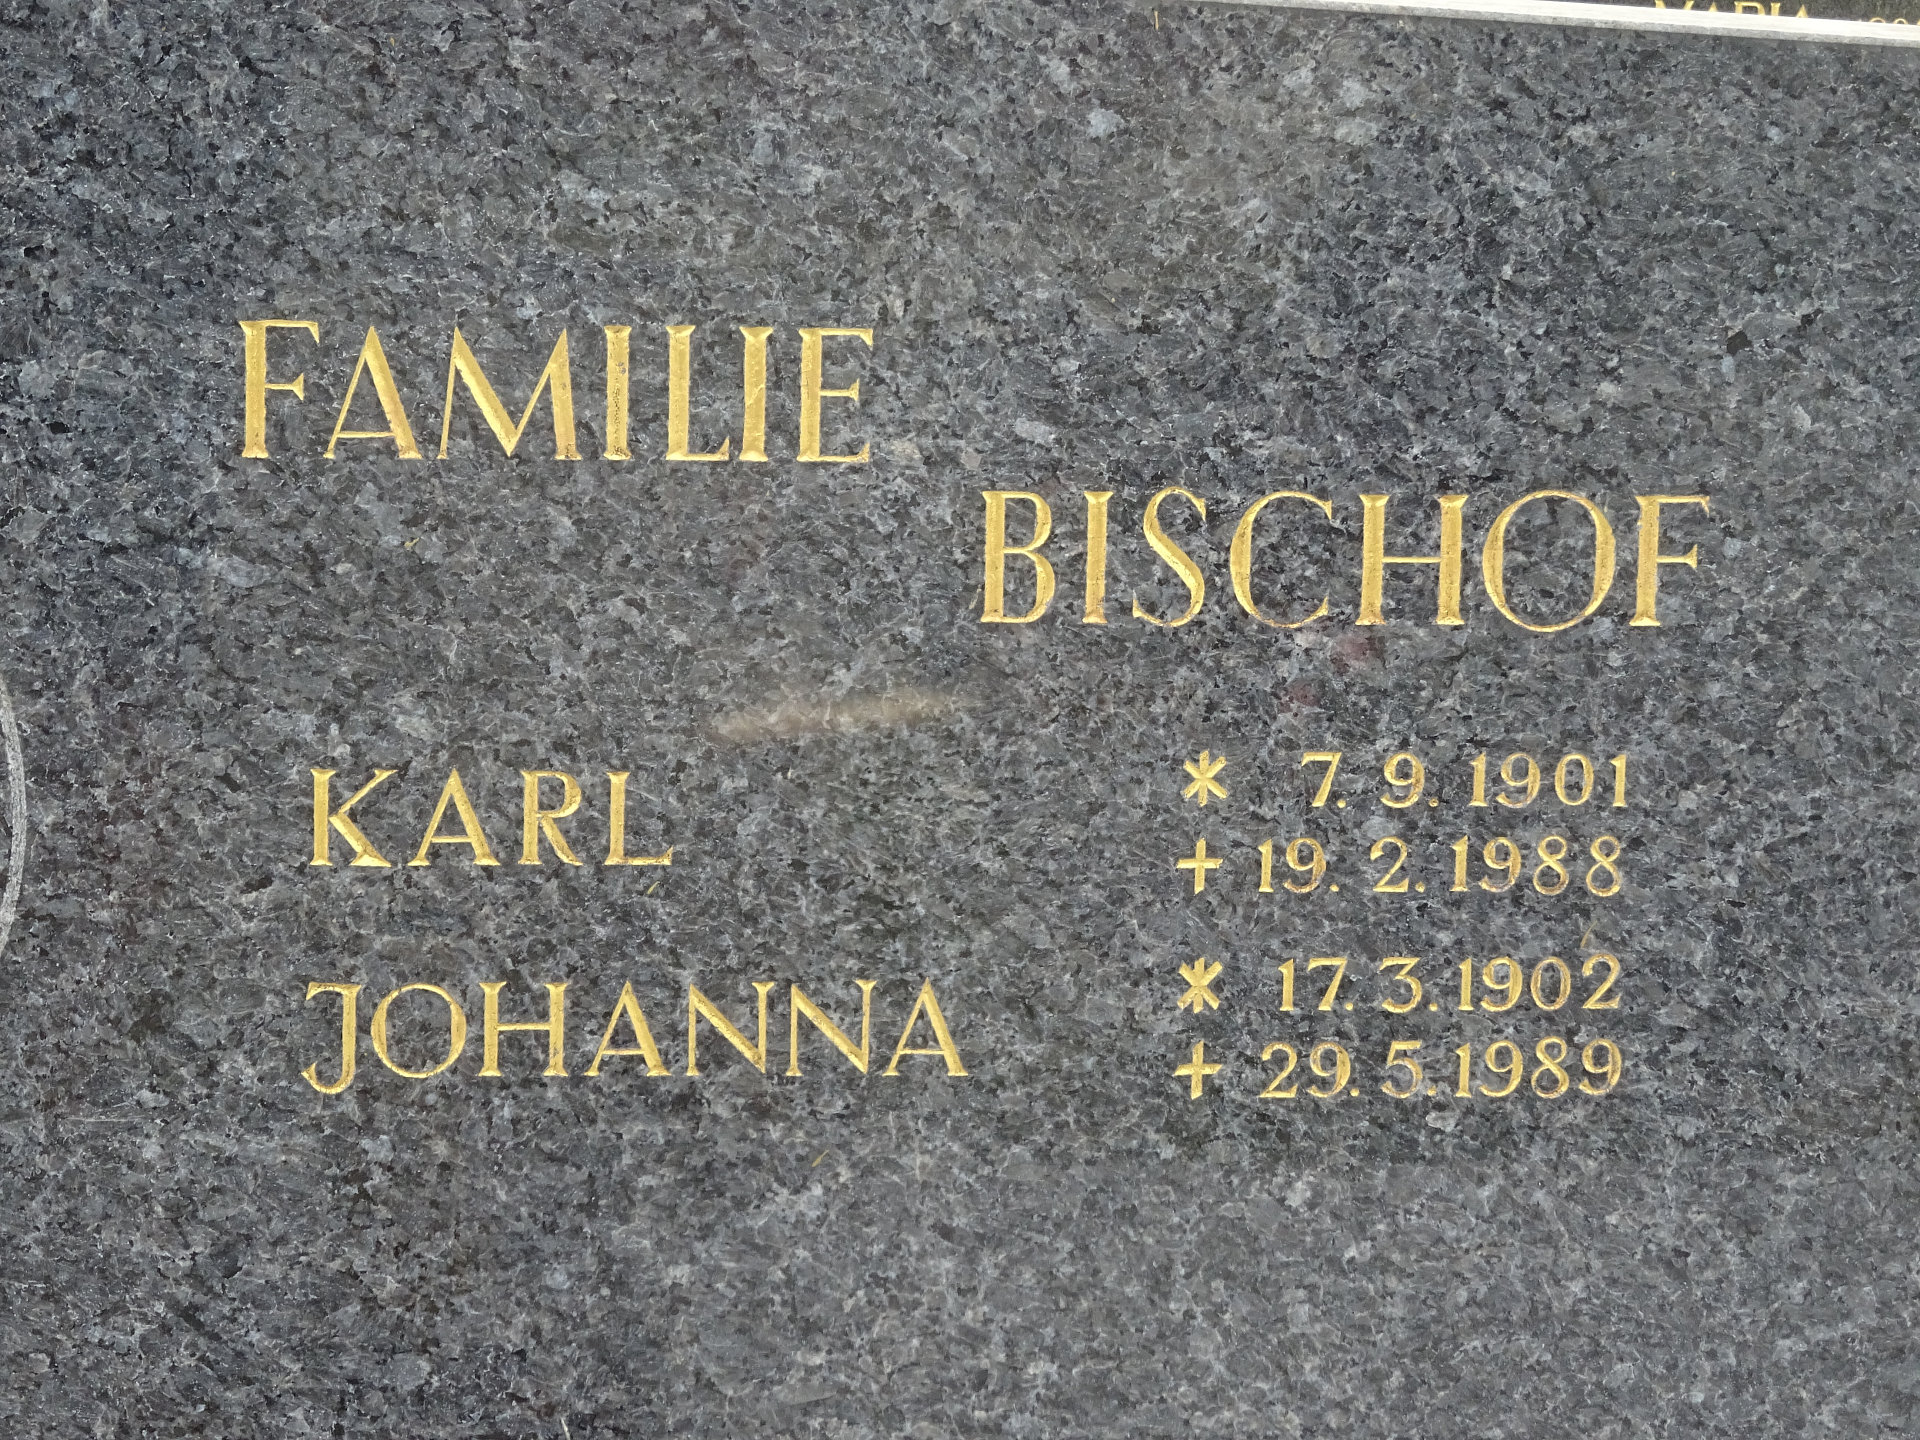 FAMILIE
BISCHOF
KARL * 7. 9. 1901
+ 19. 2. 1988
JOHANNA * 17. 3. 1902
+ 29. 5. 1989